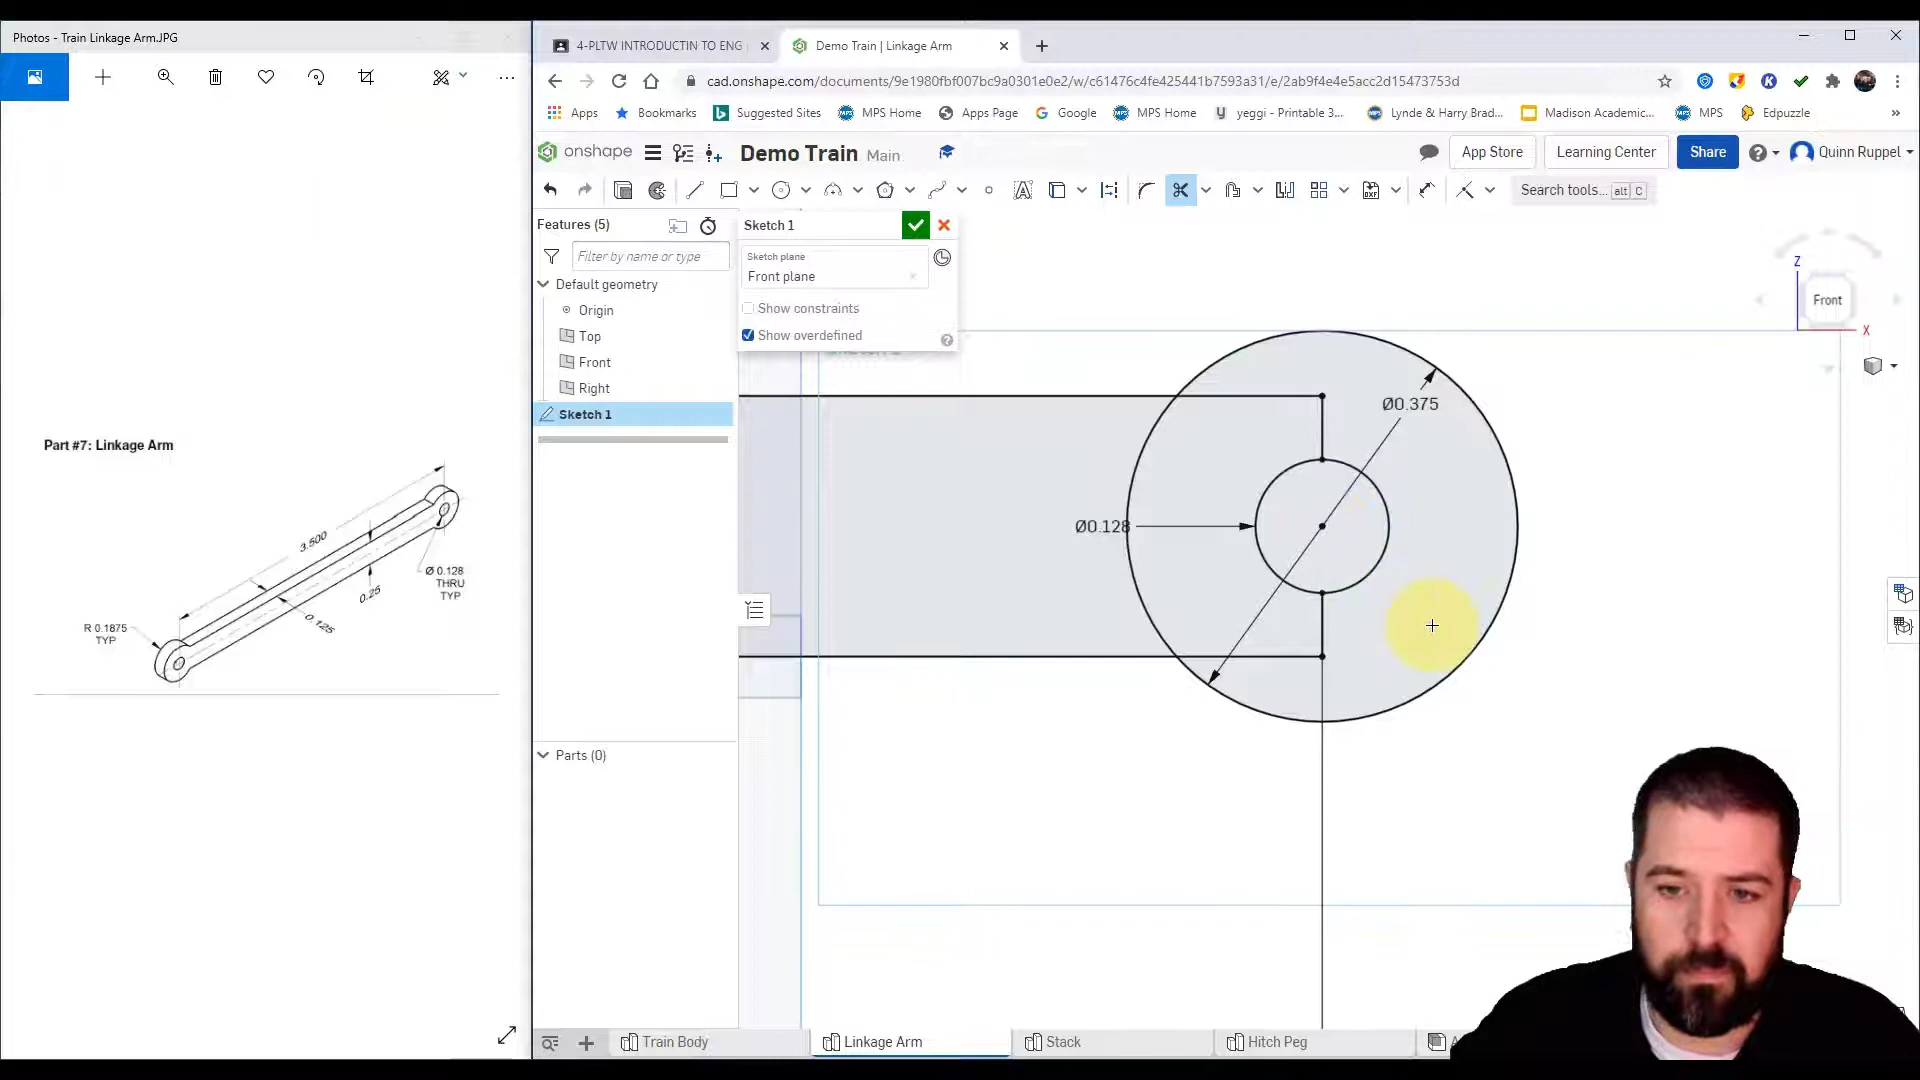 Photos - Train Linkage Arm.JPG
Part #7: Linkage Arm
3.500
Ø 0.128
THRU
TYP
0.25
0.125
R 0.1875
TYP
4-PLTW INTRODUCTIN TO ENG
Demo Train | Linkage Arm
cad.onshape.com/documents/9e1980fbf007bc9a0301e0e2/w/c61476c4fe425441b7593a31/e/2ab9f4e4e5acc2d15473753d
Apps Bookmarks Suggested Sites MPS Home Apps Page Google MPS Home yeggi - Printable 3... Lynde & Harry Brad... Madison Academic... MPS Edpuzzle »
onshape Demo Train Main App Store Learning Center Share Quinn Ruppel
Search tools... alt C
Features (5)
Filter by name or type
Default geometry
Origin
Top
Front
Right
Sketch 1
Parts (0)
Sketch 1
Sketch plane
Front plane
Show constraints
Show overdefined
Ø0.375
Ø0.128
Z
Front
X
Train Body Linkage Arm Stack Hitch Peg